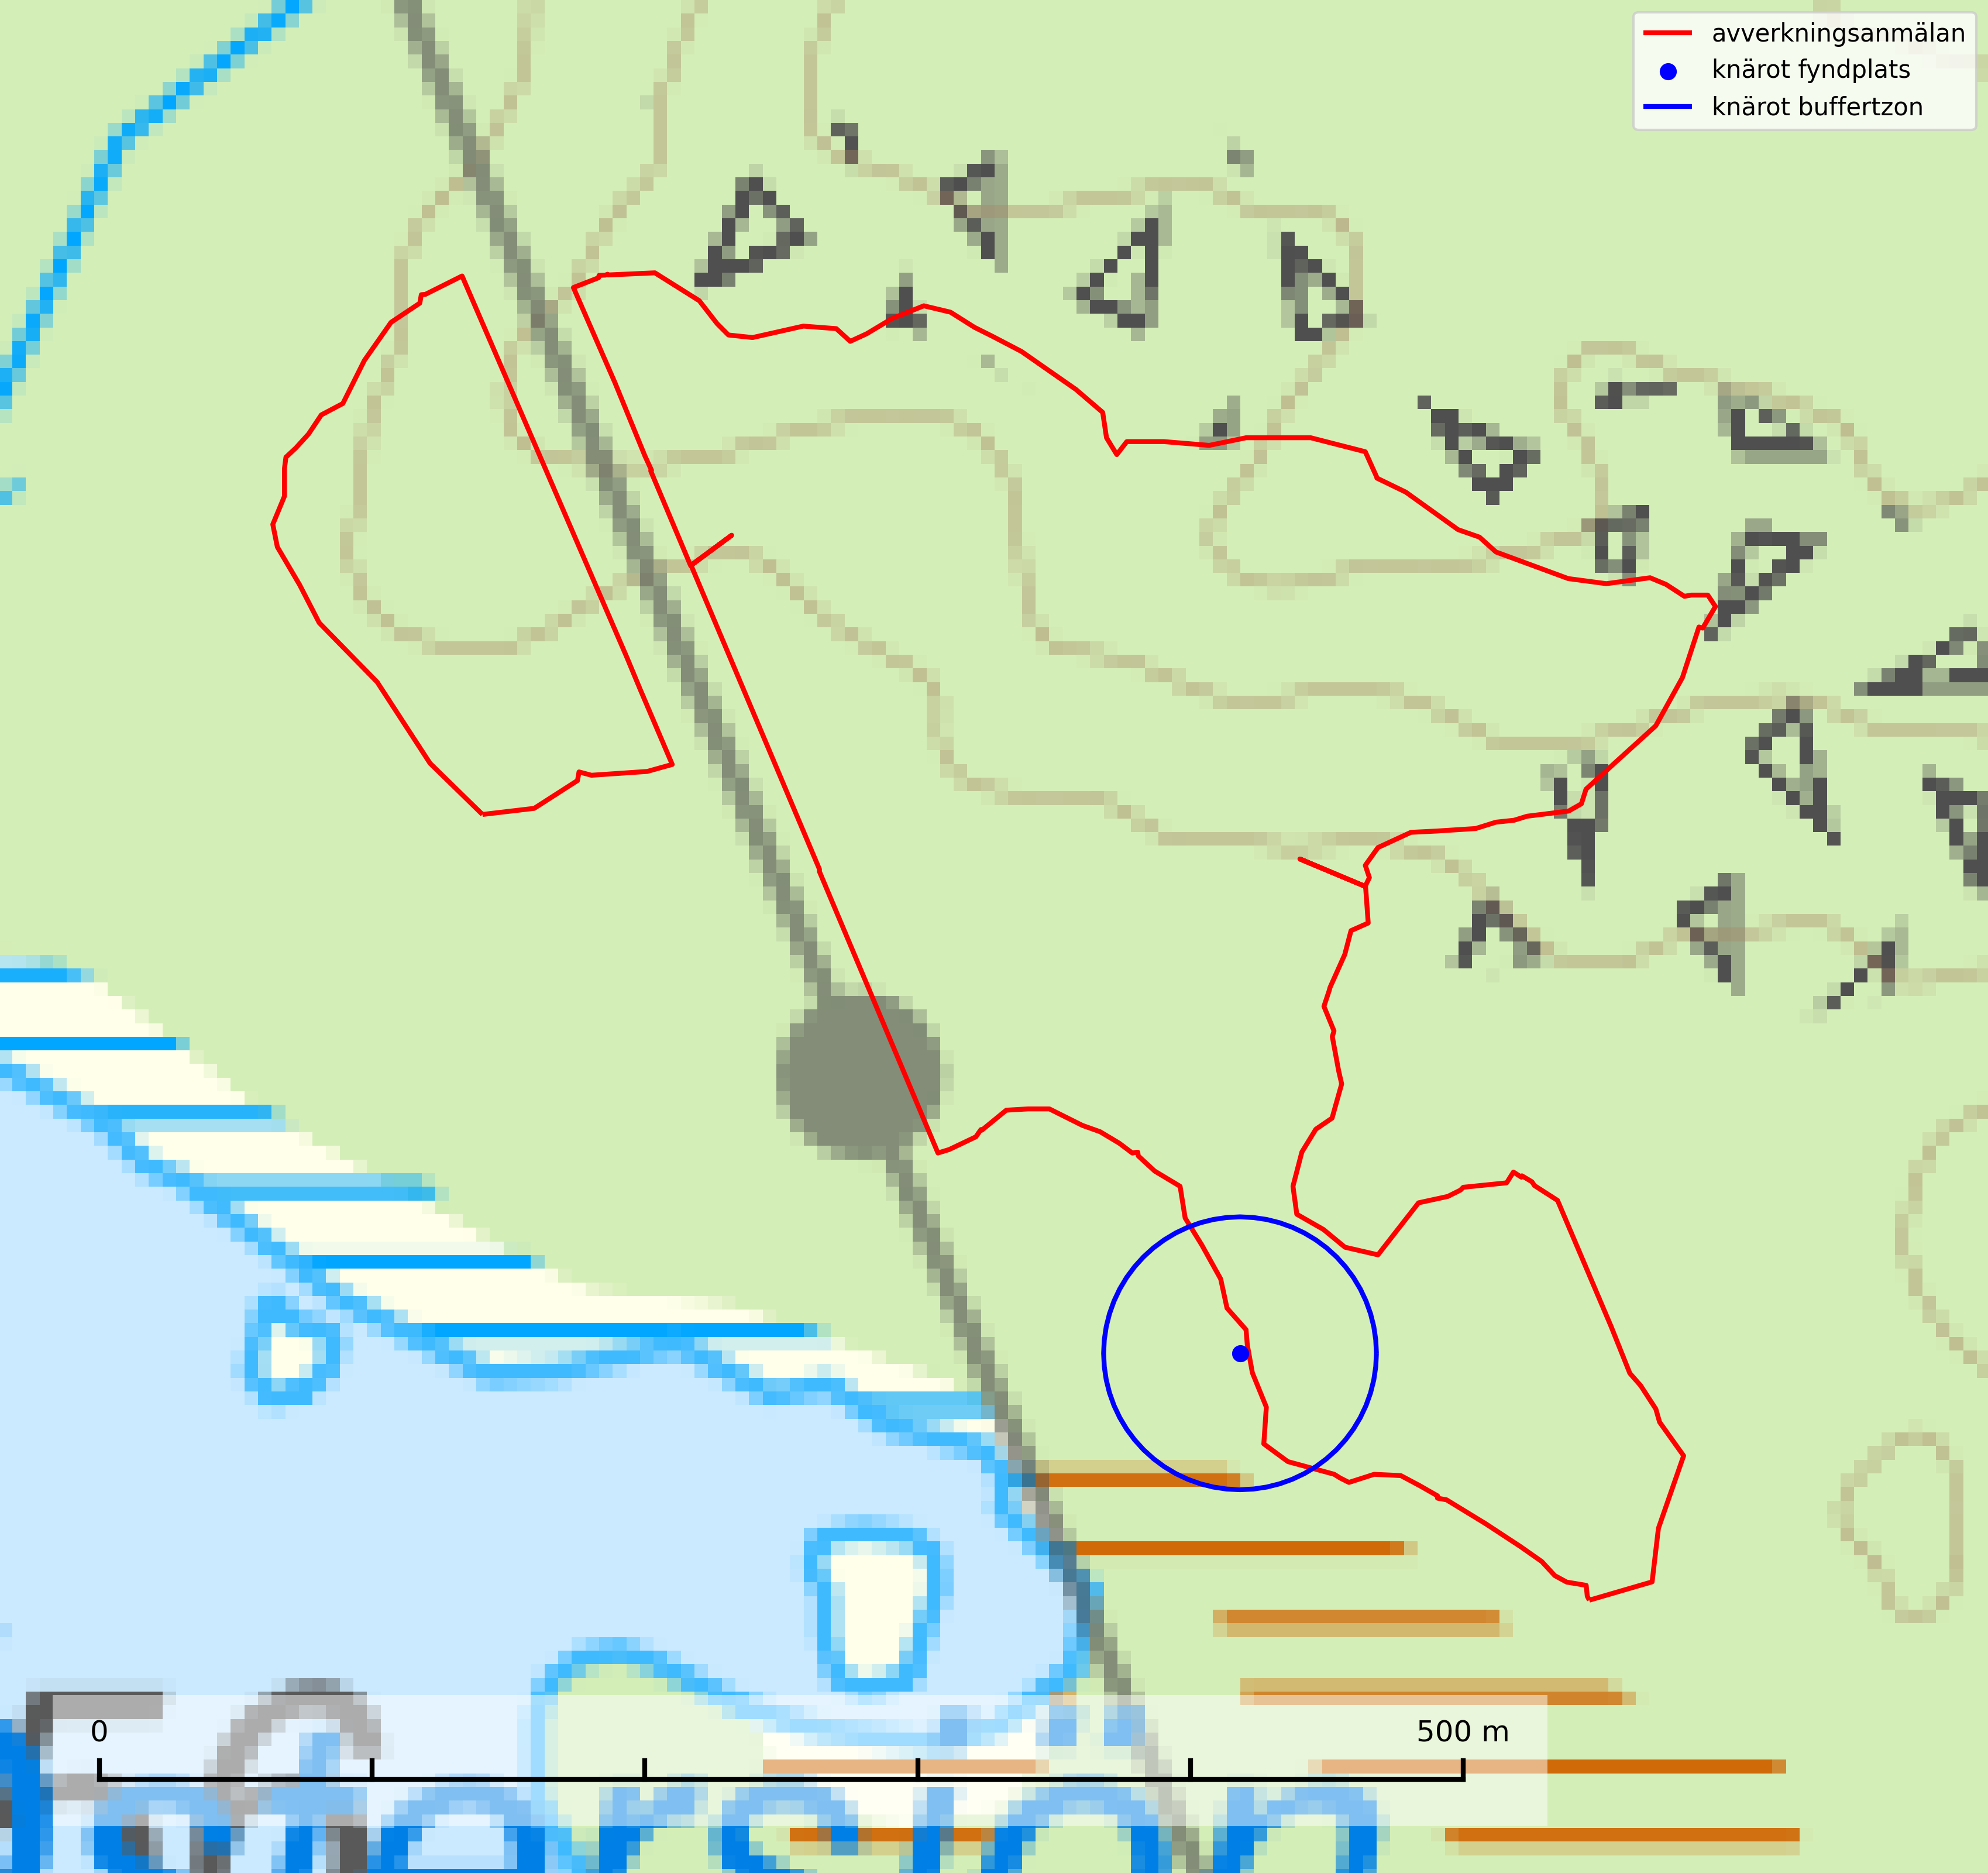 avverkningsanmälan
knärot fyndplats
knärot buffertzon
0 500 m